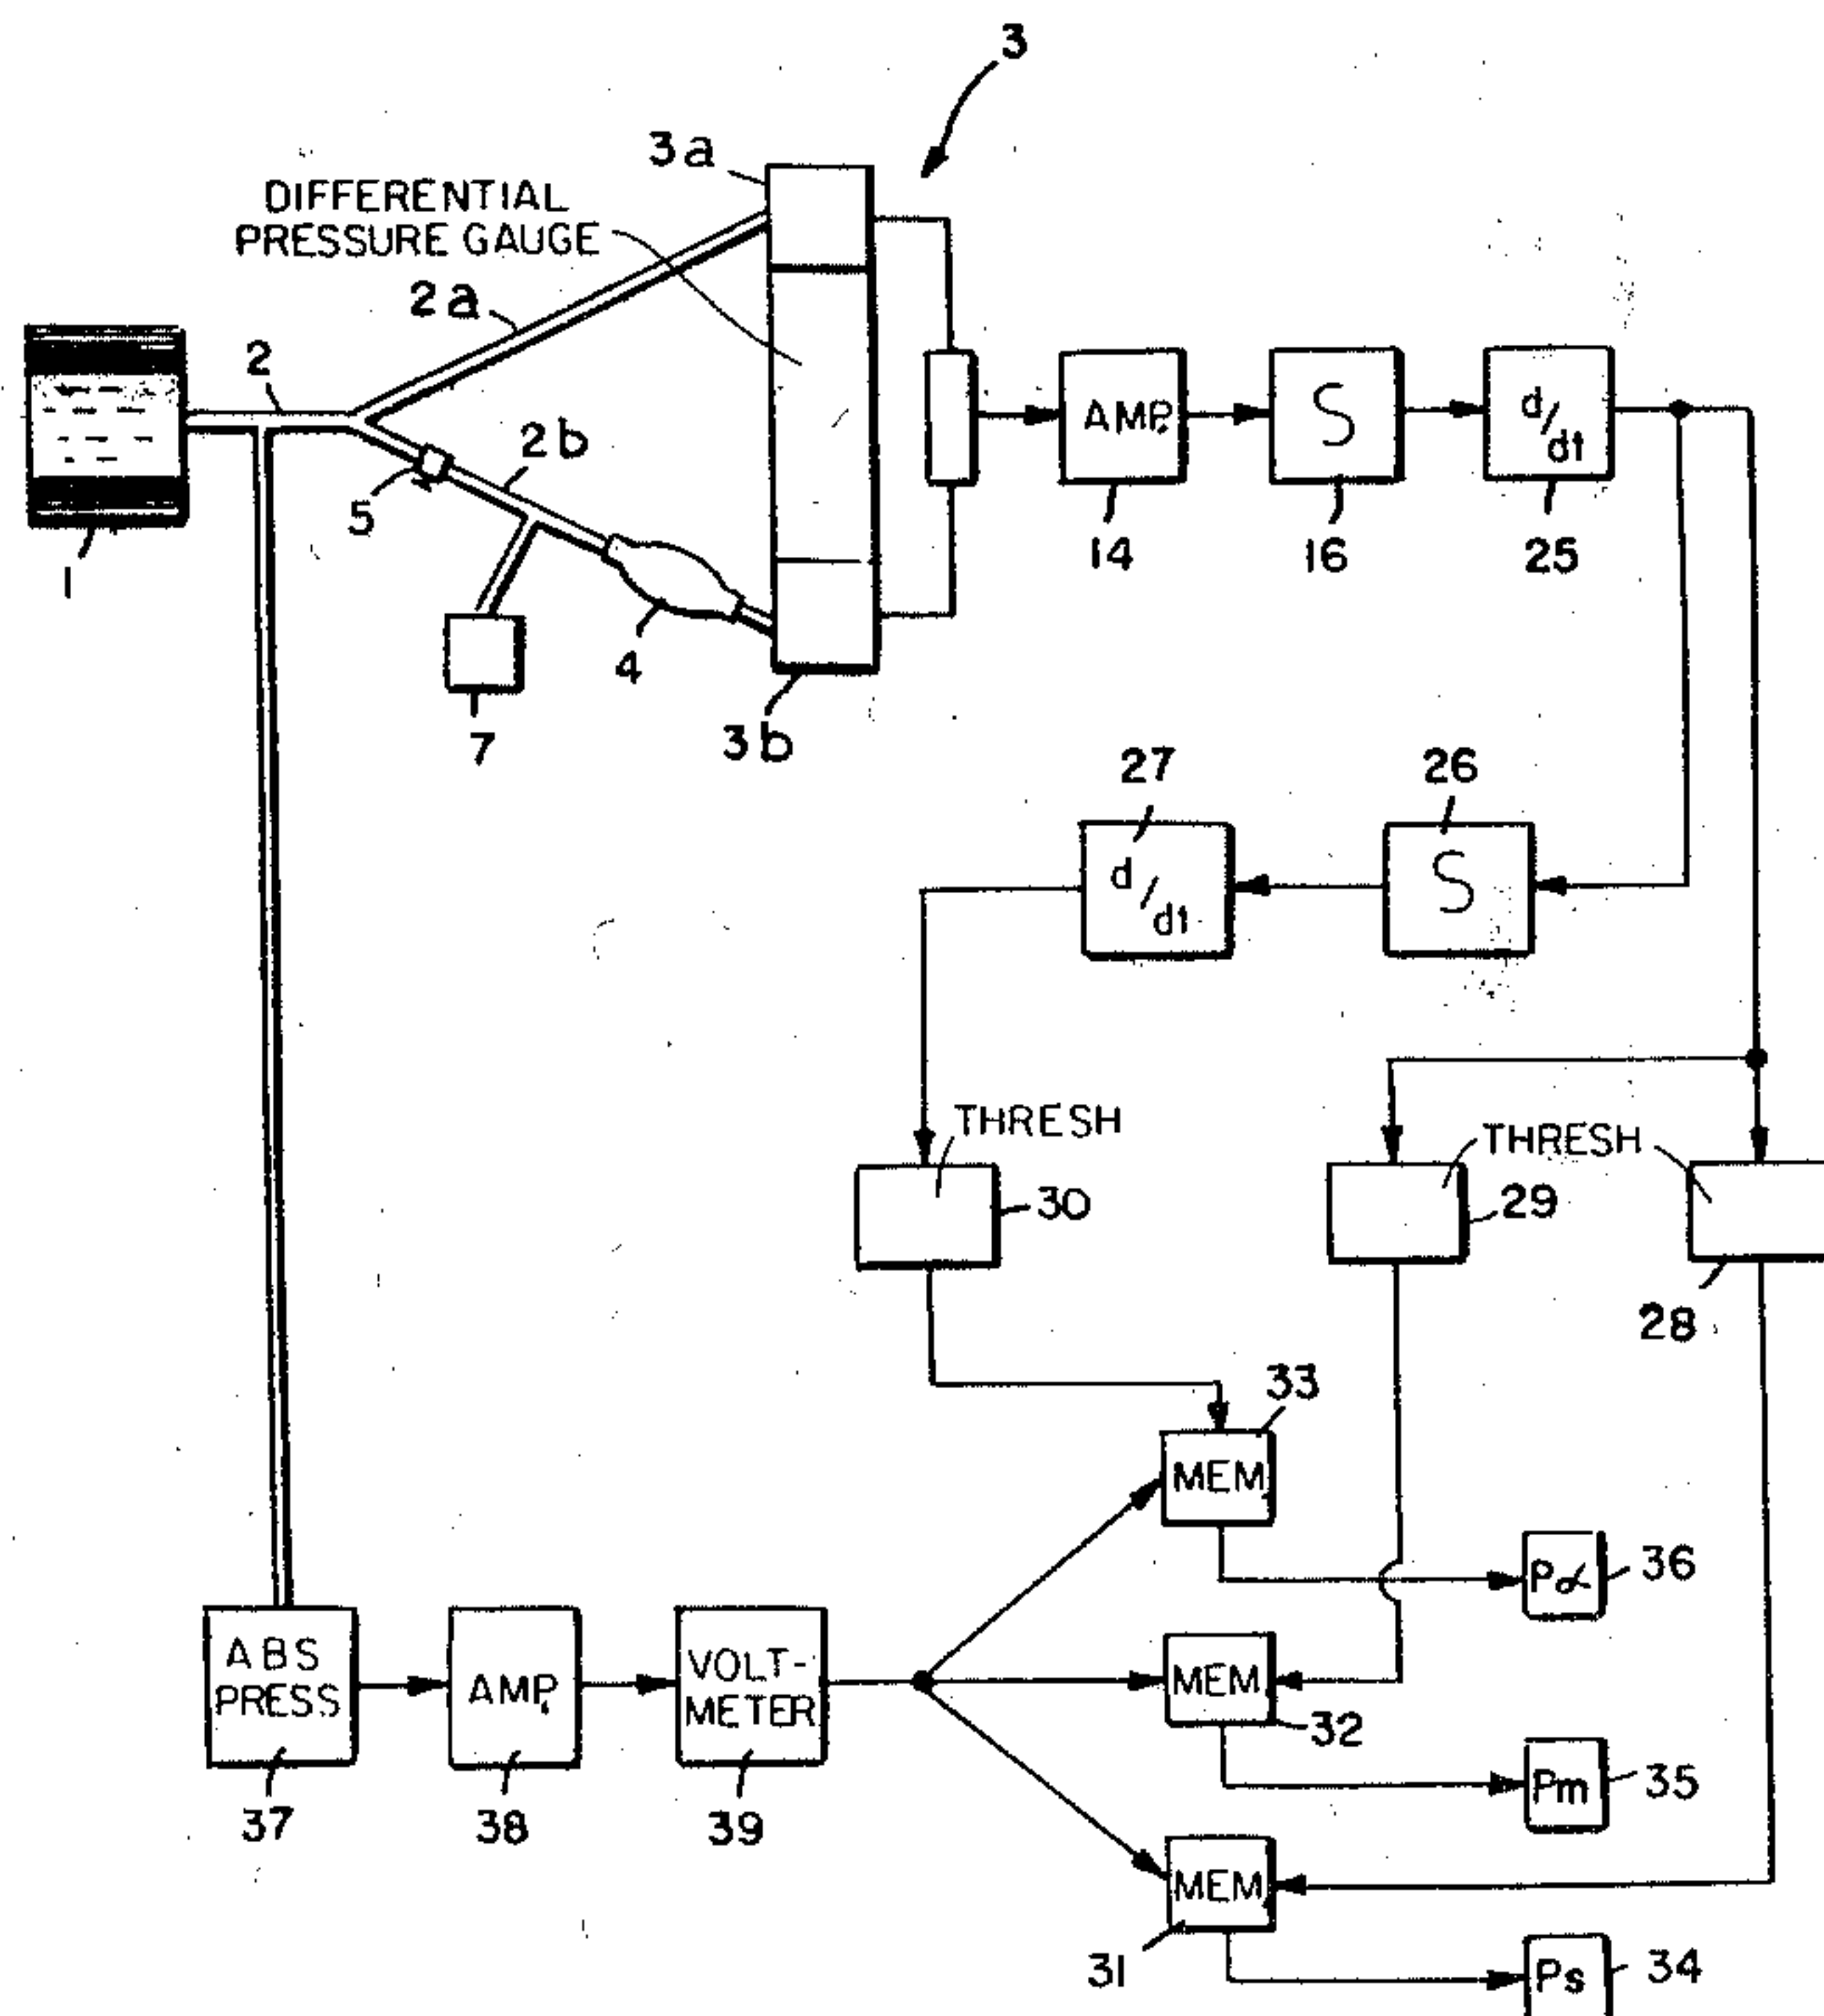 3
3a
DIFFERENTIAL
PRESSURE GAUGE
2a
2
2b
5
1
4
7
3b
AMP.
14
S
16
d/dt
25
27
d/dt
26
S
THRESH
30
THRESH
29
28
33
MEM
Pα
36
ABS
PRESS
37
AMP.
38
VOLT-
METER
39
MEM
32
Pm
35
MEM
31
Ps
34